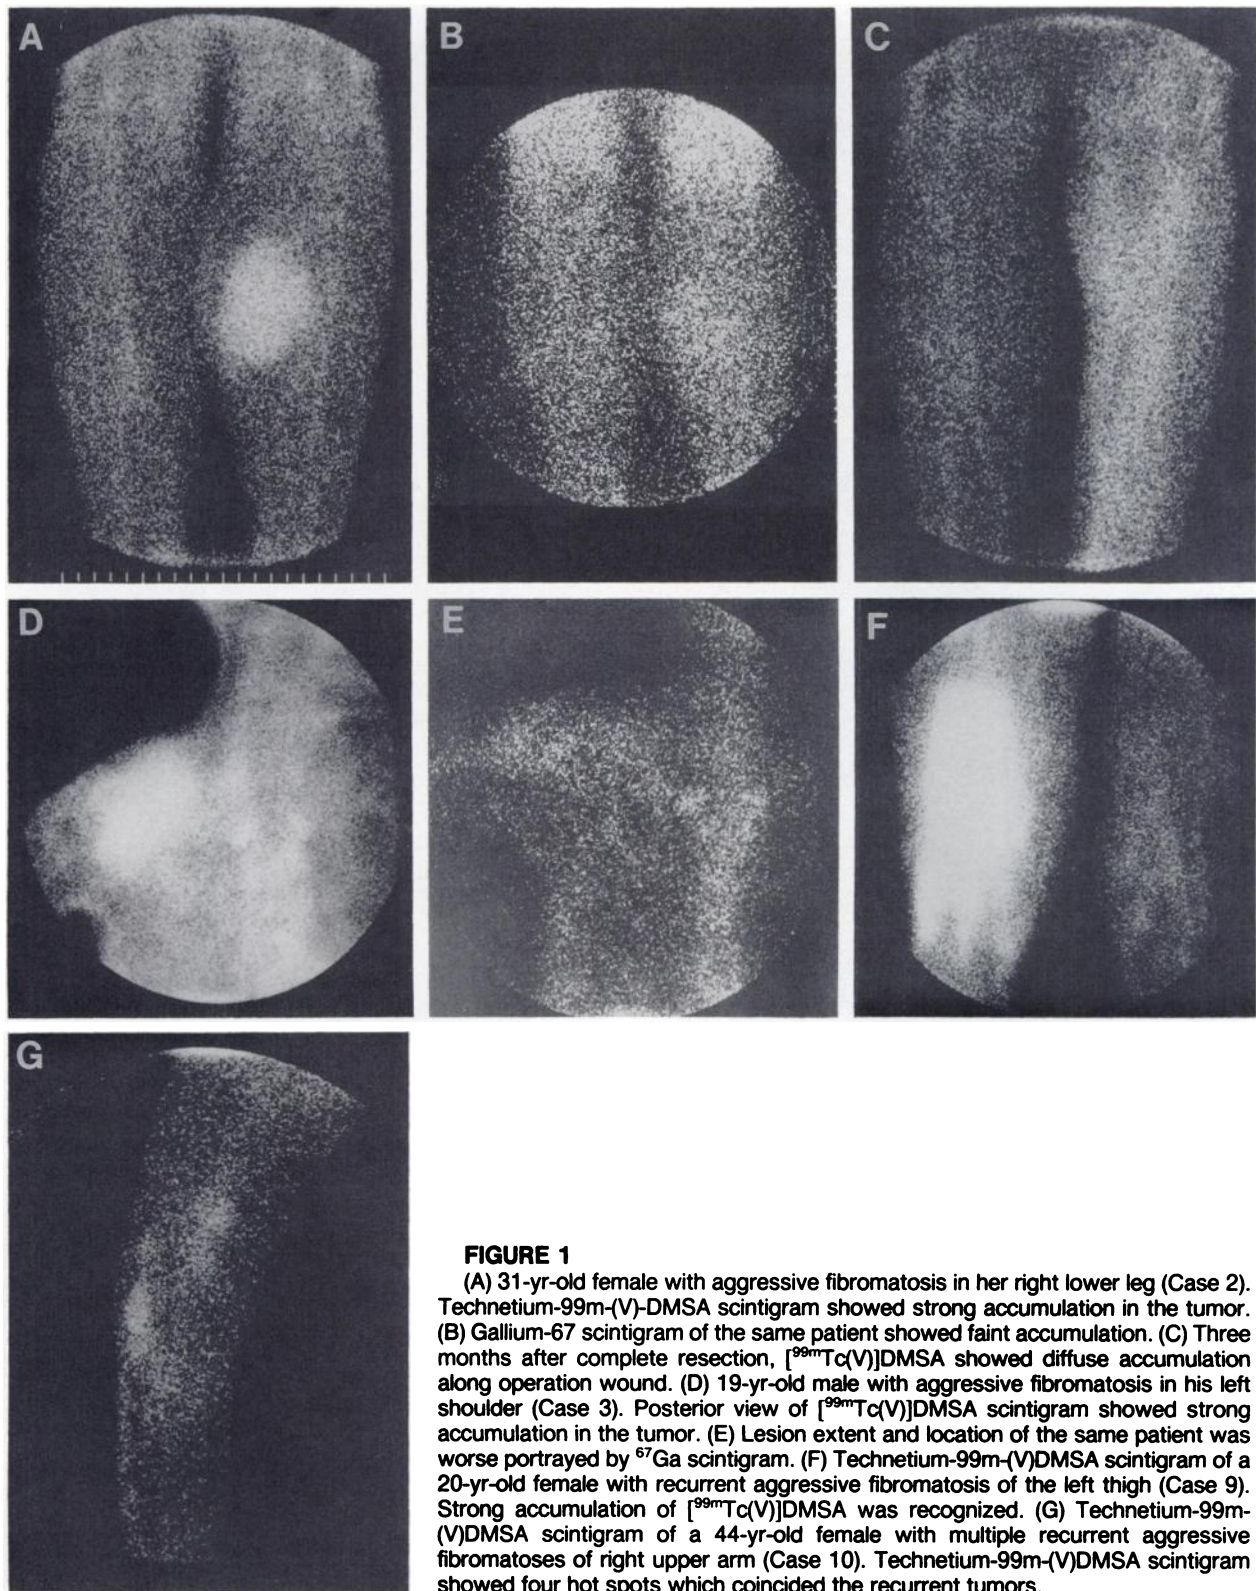 A
B
C
D
E
F
G
FIGURE 1
(A) 31-yr-old female with aggressive fibromatosis in her right lower leg (Case 2).
Technetium-99m-(V)-DMSA scintigram showed strong accumulation in the tumor.
(B) Gallium-67 scintigram of the same patient showed faint accumulation. (C) Three
months after complete resection, [99mTc(V)]DMSA showed diffuse accumulation
along operation wound. (D) 19-yr-old male with aggressive fibromatosis in his left
shoulder (Case 3). Posterior view of [99mTc(V)]DMSA scintigram showed strong
accumulation in the tumor. (E) Lesion extent and location of the same patient was
worse portrayed by 67Ga scintigram. (F) Technetium-99m-(V)DMSA scintigram of a
20-yr-old female with recurrent aggressive fibromatosis of the left thigh (Case 9).
Strong accumulation of [99mTc(V)]DMSA was recognized. (G) Technetium-99m-
(V)DMSA scintigram of a 44-yr-old female with multiple recurrent aggressive
fibromatoses of right upper arm (Case 10). Technetium-99m-(V)DMSA scintigram
showed four hot spots which coincided the recurrent tumors.